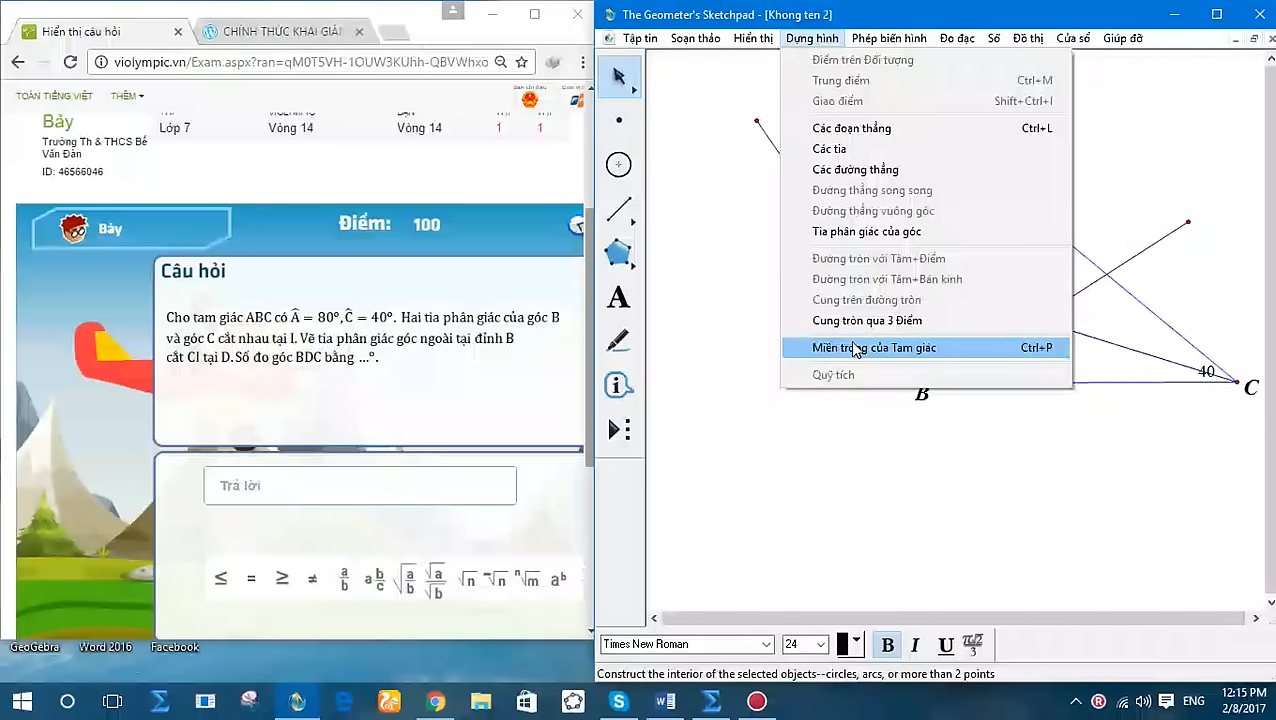 Hiển thị câu hỏi
CHÍNH THỨC KHAI GIẢN
violympic.vn/Exam.aspx?ran=qM0T5VH-1OUW3KUhh-QBVWhxo
TOÁN TIẾNG VIỆT THÊM
Bảy
Lớp 7 Vòng 14 Vòng 14 1 1
Trường Th & THCS Bế
Văn Đàn
ID: 46566046
Bảy
Điểm: 100
Câu hỏi
Cho tam giác ABC có Â = 80°, Ĉ = 40°. Hai tia phân giác của góc B
và góc C cắt nhau tại I. Vẽ tia phân giác góc ngoài tại đỉnh B
cắt CI tại D. Số đo góc BDC bằng ...°.
Trả lời
≤ = ≥ ≠ a/b a b/c √a/b √a/√b √n -√n ⁿ√m aᵇ
GeoGebra Word 2016 Facebook
The Geometer's Sketchpad - [Khong ten 2]
Tập tin Soạn thảo Hiển thị Dựng hình Phép biến hình Đo đạc Số Đồ thị Cửa sổ Giúp đỡ
Điểm trên Đối tượng
Trung điểm Ctrl+M
Giao điểm Shift+Ctrl+I
Các đoạn thẳng Ctrl+L
Các tia
Các đường thẳng
Đường thẳng song song
Đường thẳng vuông góc
Tia phân giác của góc
Đường tròn với Tâm+Điểm
Đường tròn với Tâm+Bán kính
Cung trên đường tròn
Cung tròn qua 3 Điểm
Miền trong của Tam giác Ctrl+P
Quỹ tích
40
B
C
A
Times New Roman 24 B I U
Construct the interior of the selected objects--circles, arcs, or more than 2 points
ENG
12:15 PM
2/8/2017